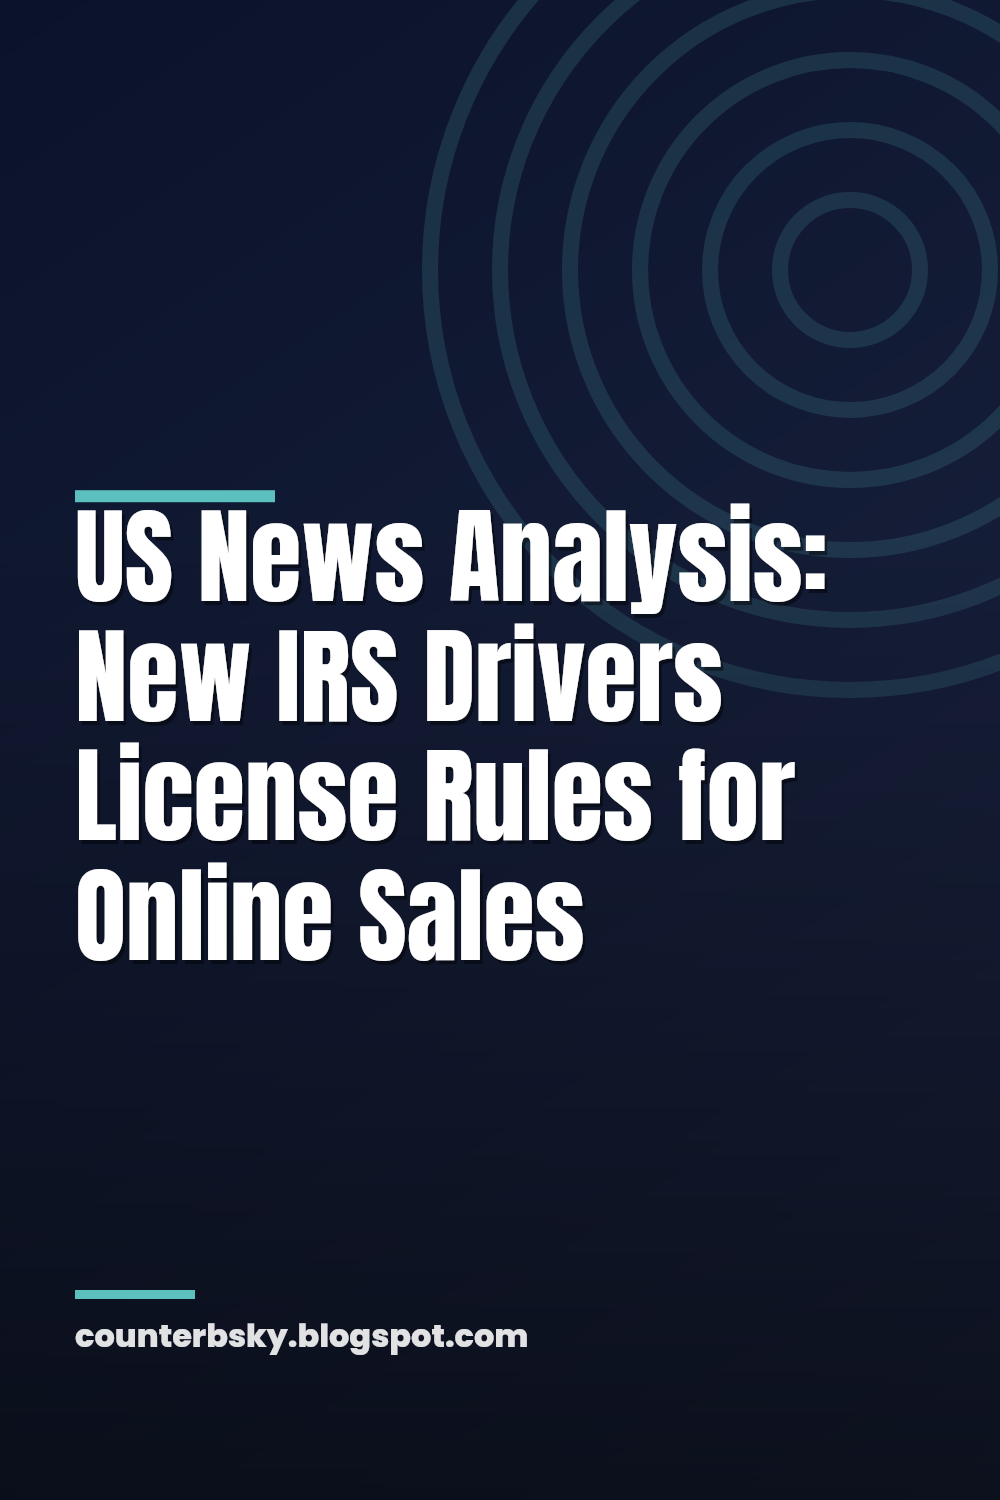 US News Analysis:
New IRS Drivers
License Rules for
Online Sales
counterbsky.blogspot.com